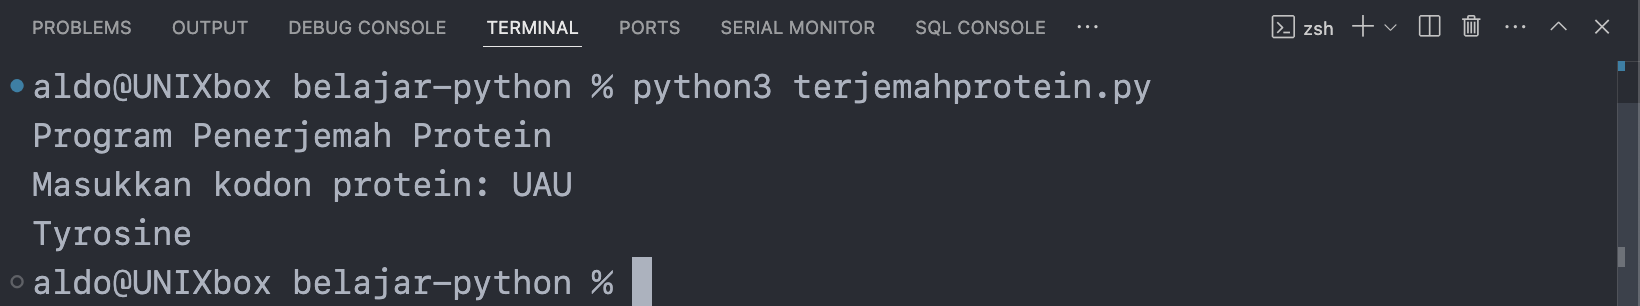 PROBLEMS OUTPUT DEBUG CONSOLE TERMINAL PORTS SERIAL MONITOR SQL CONSOLE ... zsh ...
aldo@UNIXbox belajar-python % python3 terjemahprotein.py
Program Penerjemah Protein
Masukkan kodon protein: UAU
Tyrosine
aldo@UNIXbox belajar-python %